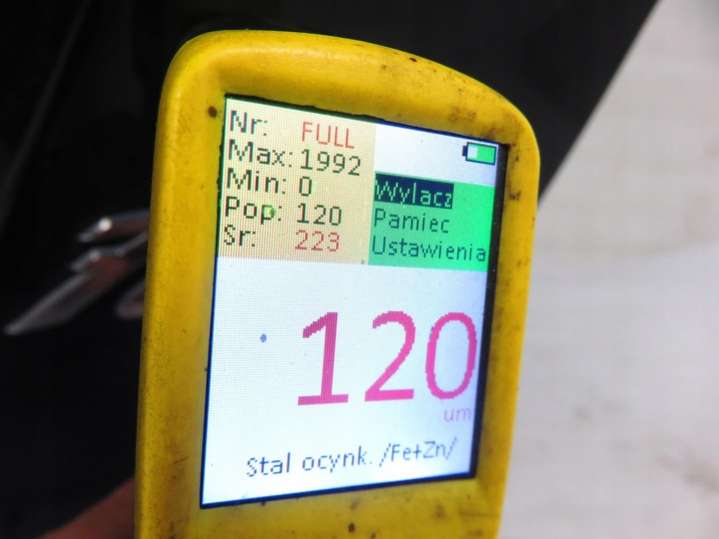 Nr: FULL
Max: 1992
Min: 0
Pop: 120
Sr: 223
Wylacz
Pamiec
Ustawienia
120
um
Stal ocynk. /Fe+Zn/